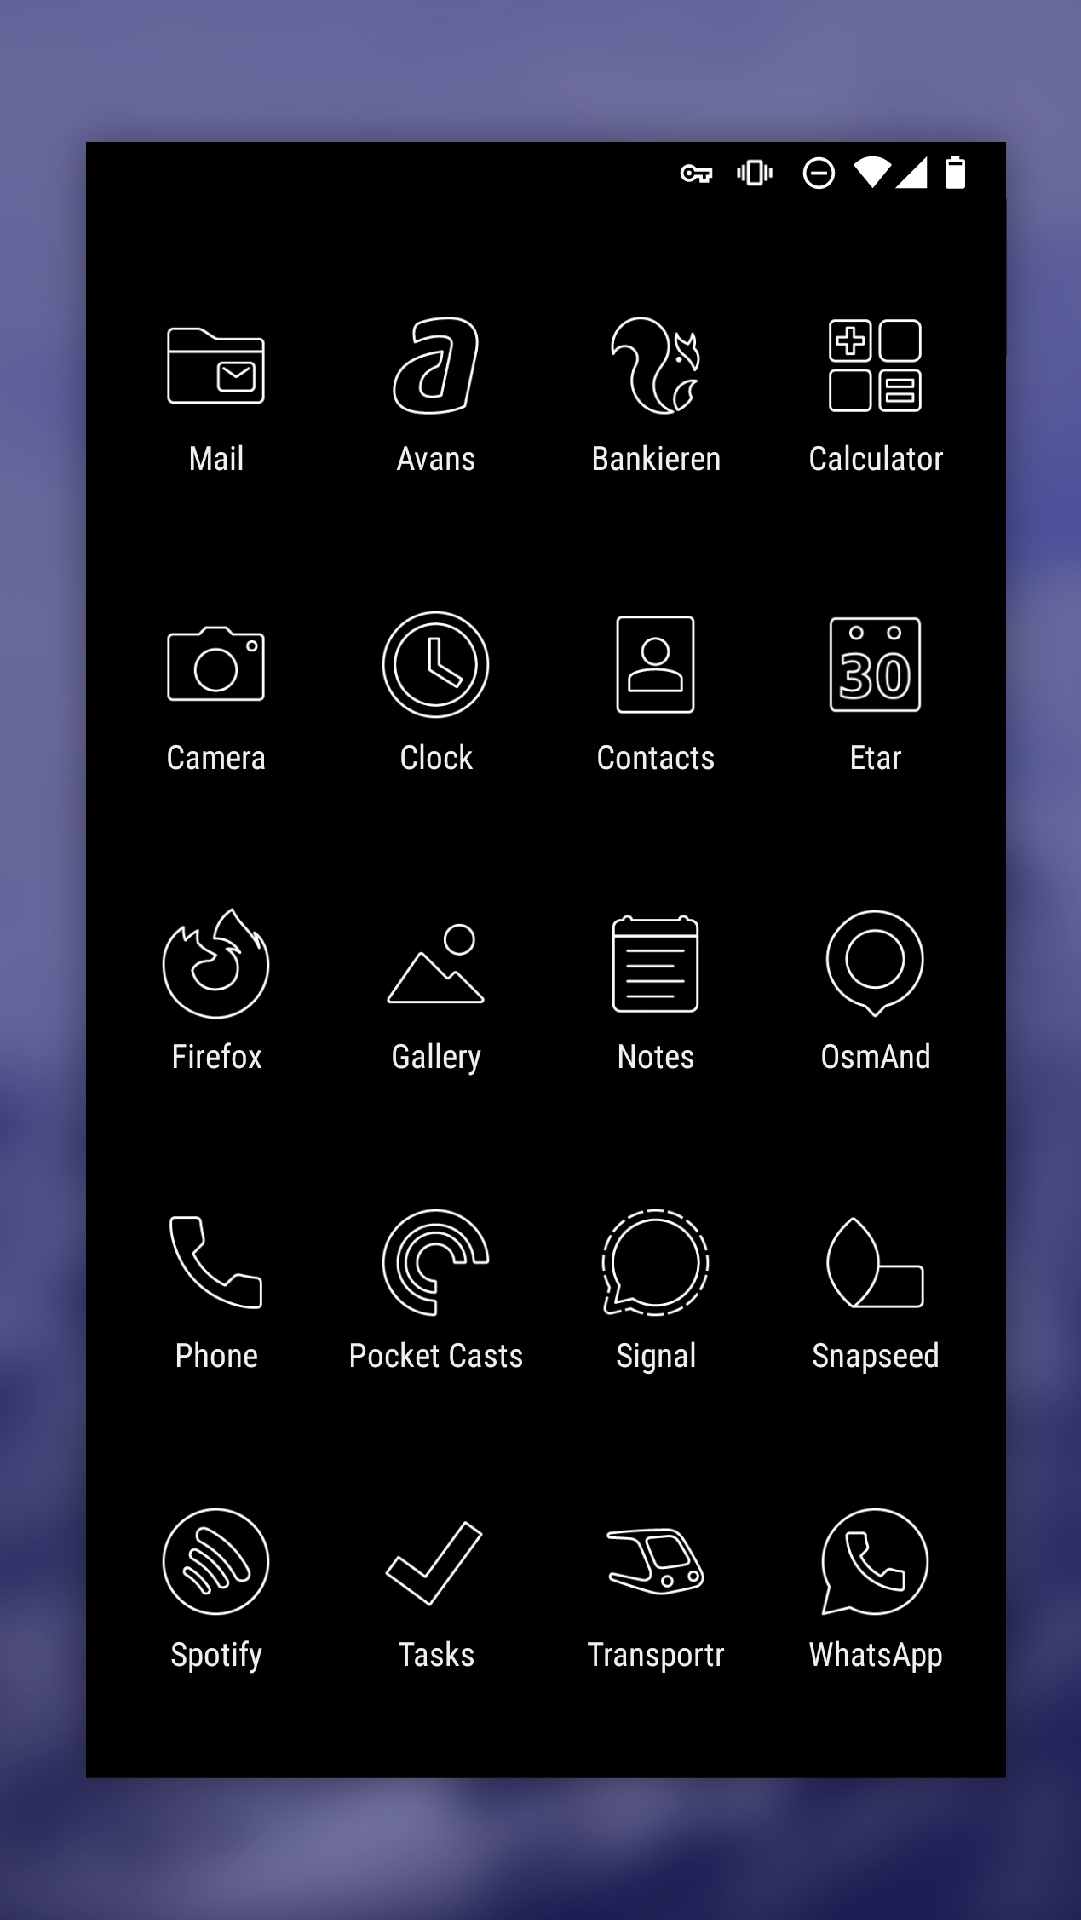 Mail Avans Bankieren Calculator
Camera Clock Contacts 30 Etar
Firefox Gallery Notes OsmAnd
Phone Pocket Casts Signal Snapseed
Spotify Tasks Transportr WhatsApp